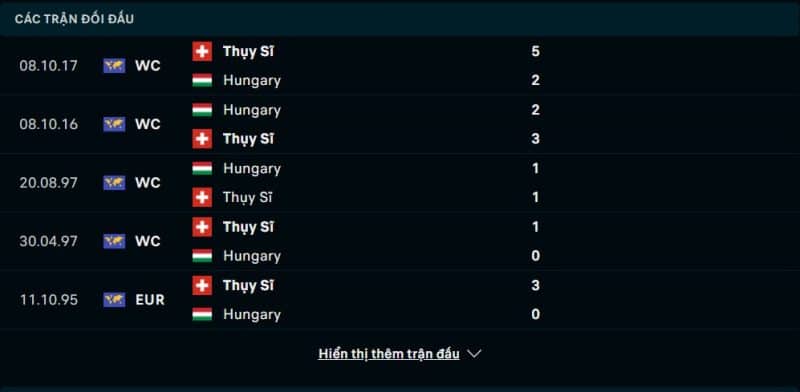 CÁC TRẬN ĐỐI ĐẦU
Thụy Sĩ 5
08.10.17 WC
Hungary 2
Hungary 2
08.10.16 WC
Thụy Sĩ 3
Hungary 1
20.08.97 WC
Thụy Sĩ 1
Thụy Sĩ 1
30.04.97 WC
Hungary 0
Thụy Sĩ 3
11.10.95 EUR
Hungary 0
Hiển thị thêm trận đấu